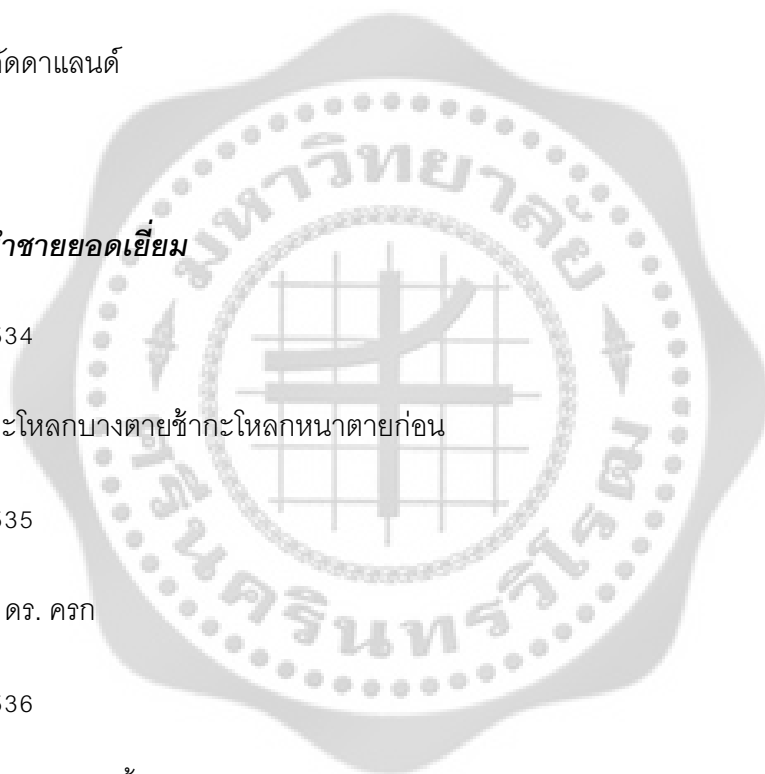 ัดดาแลนด์
มหาวิทยาลัย
ำชายยอดเยี่ยม
534
ะโหลกบางตายช้ากะโหลกหนาตายก่อน
535
ดร. ครก
536
ศรีนครินทรวิโรฒ